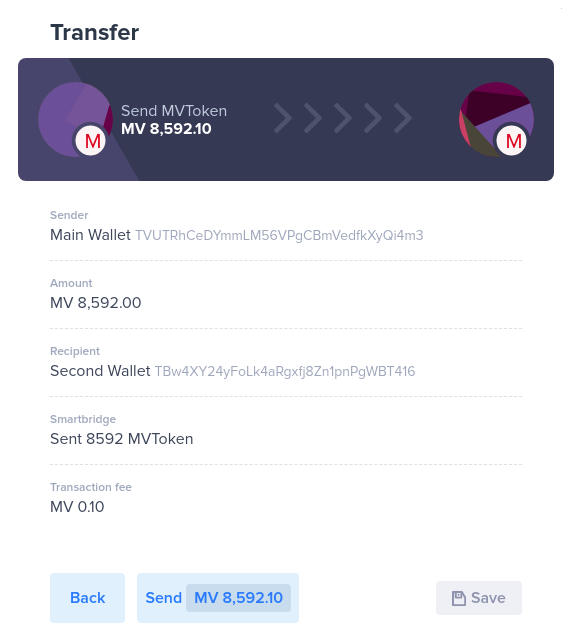 Transfer
Send MVToken
MV 8,592.10
M
M
Sender
Main Wallet TVUTRhCeDYmmLM56VPgCBmVedfkXyQi4m3
Amount
MV 8,592.00
Recipient
Second Wallet TBw4XY24yFoLk4aRgxfj8Zn1pnPgWBT416
Smartbridge
Sent 8592 MVToken
Transaction fee
MV 0.10
Back
Send MV 8,592.10
Save